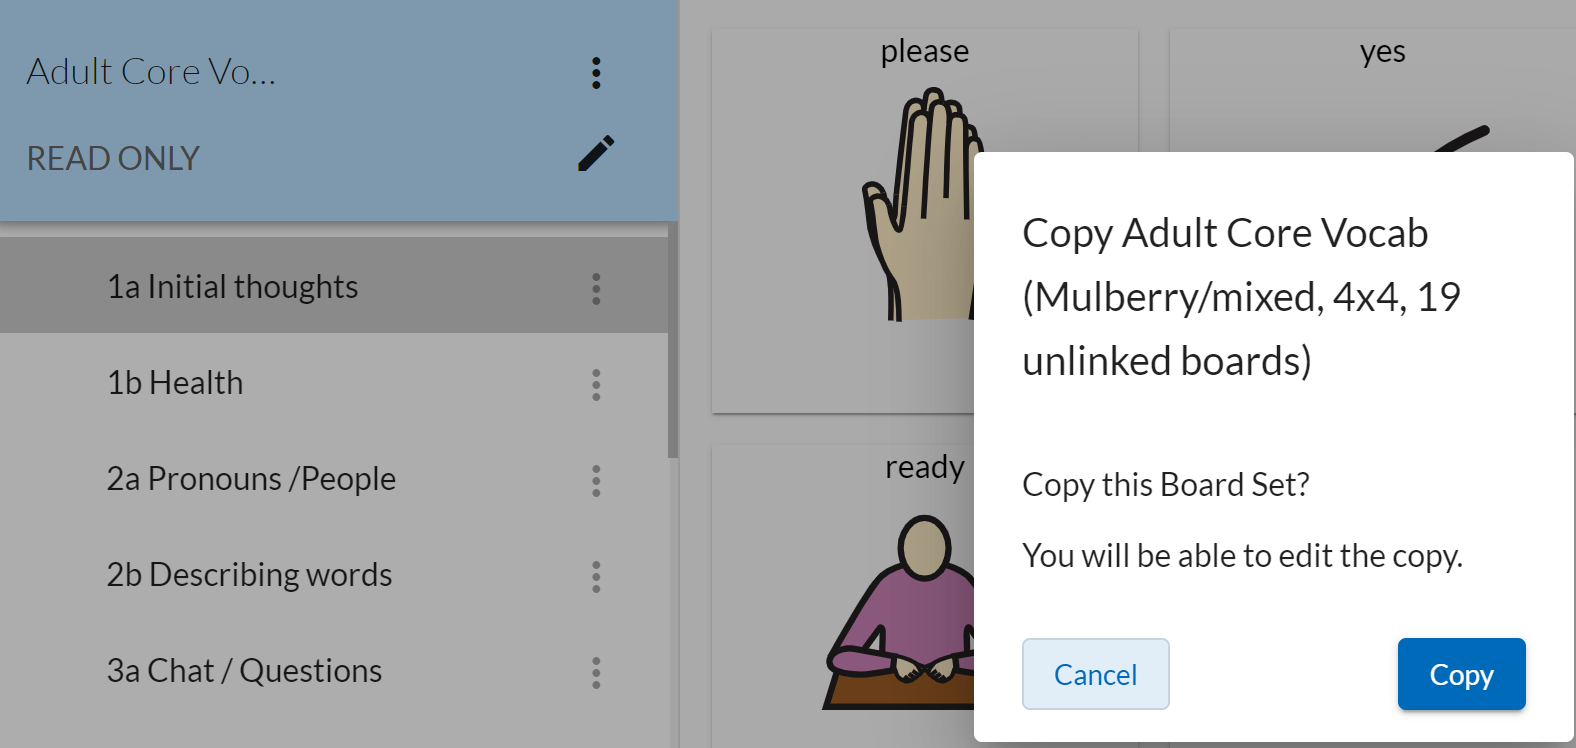 Adult Core Vo...
READ ONLY
1a Initial thoughts
1b Health
2a Pronouns /People
2b Describing words
3a Chat / Questions
please
yes
ready
Copy Adult Core Vocab
(Mulberry/mixed, 4x4, 19
unlinked boards)
Copy this Board Set?
You will be able to edit the copy.
Cancel
Copy